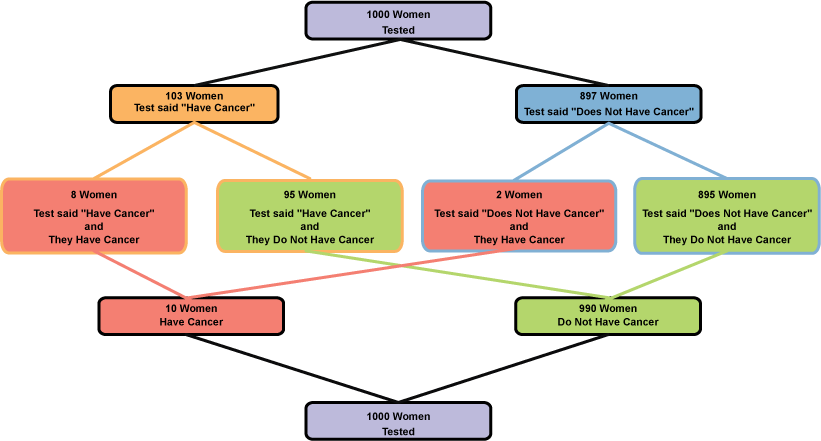 1000 Women
Tested
103 Women
Test said "Have Cancer"
897 Women
Test said "Does Not Have Cancer"
8 Women
Test said "Have Cancer"
and
They Have Cancer
95 Women
Test said "Have Cancer"
and
They Do Not Have Cancer
2 Women
Test said "Does Not Have Cancer"
and
They Have Cancer
895 Women
Test said "Does Not Have Cancer"
and
They Do Not Have Cancer
10 Women
Have Cancer
990 Women
Do Not Have Cancer
1000 Women
Tested